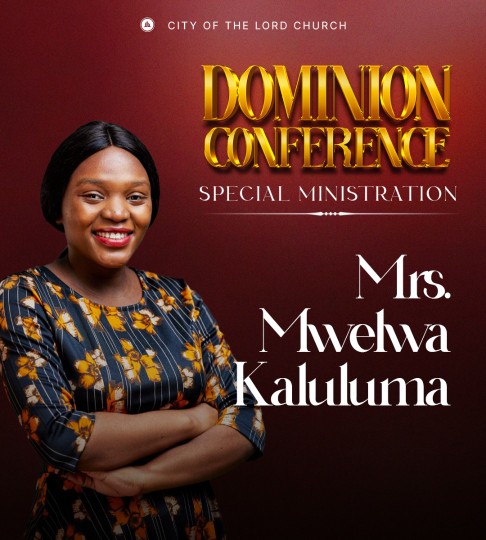 CITY OF THE LORD CHURCH
DOMINION
CONFERENCE
SPECIAL MINISTRATION
Mrs.
Mwelwa
Kaluluma